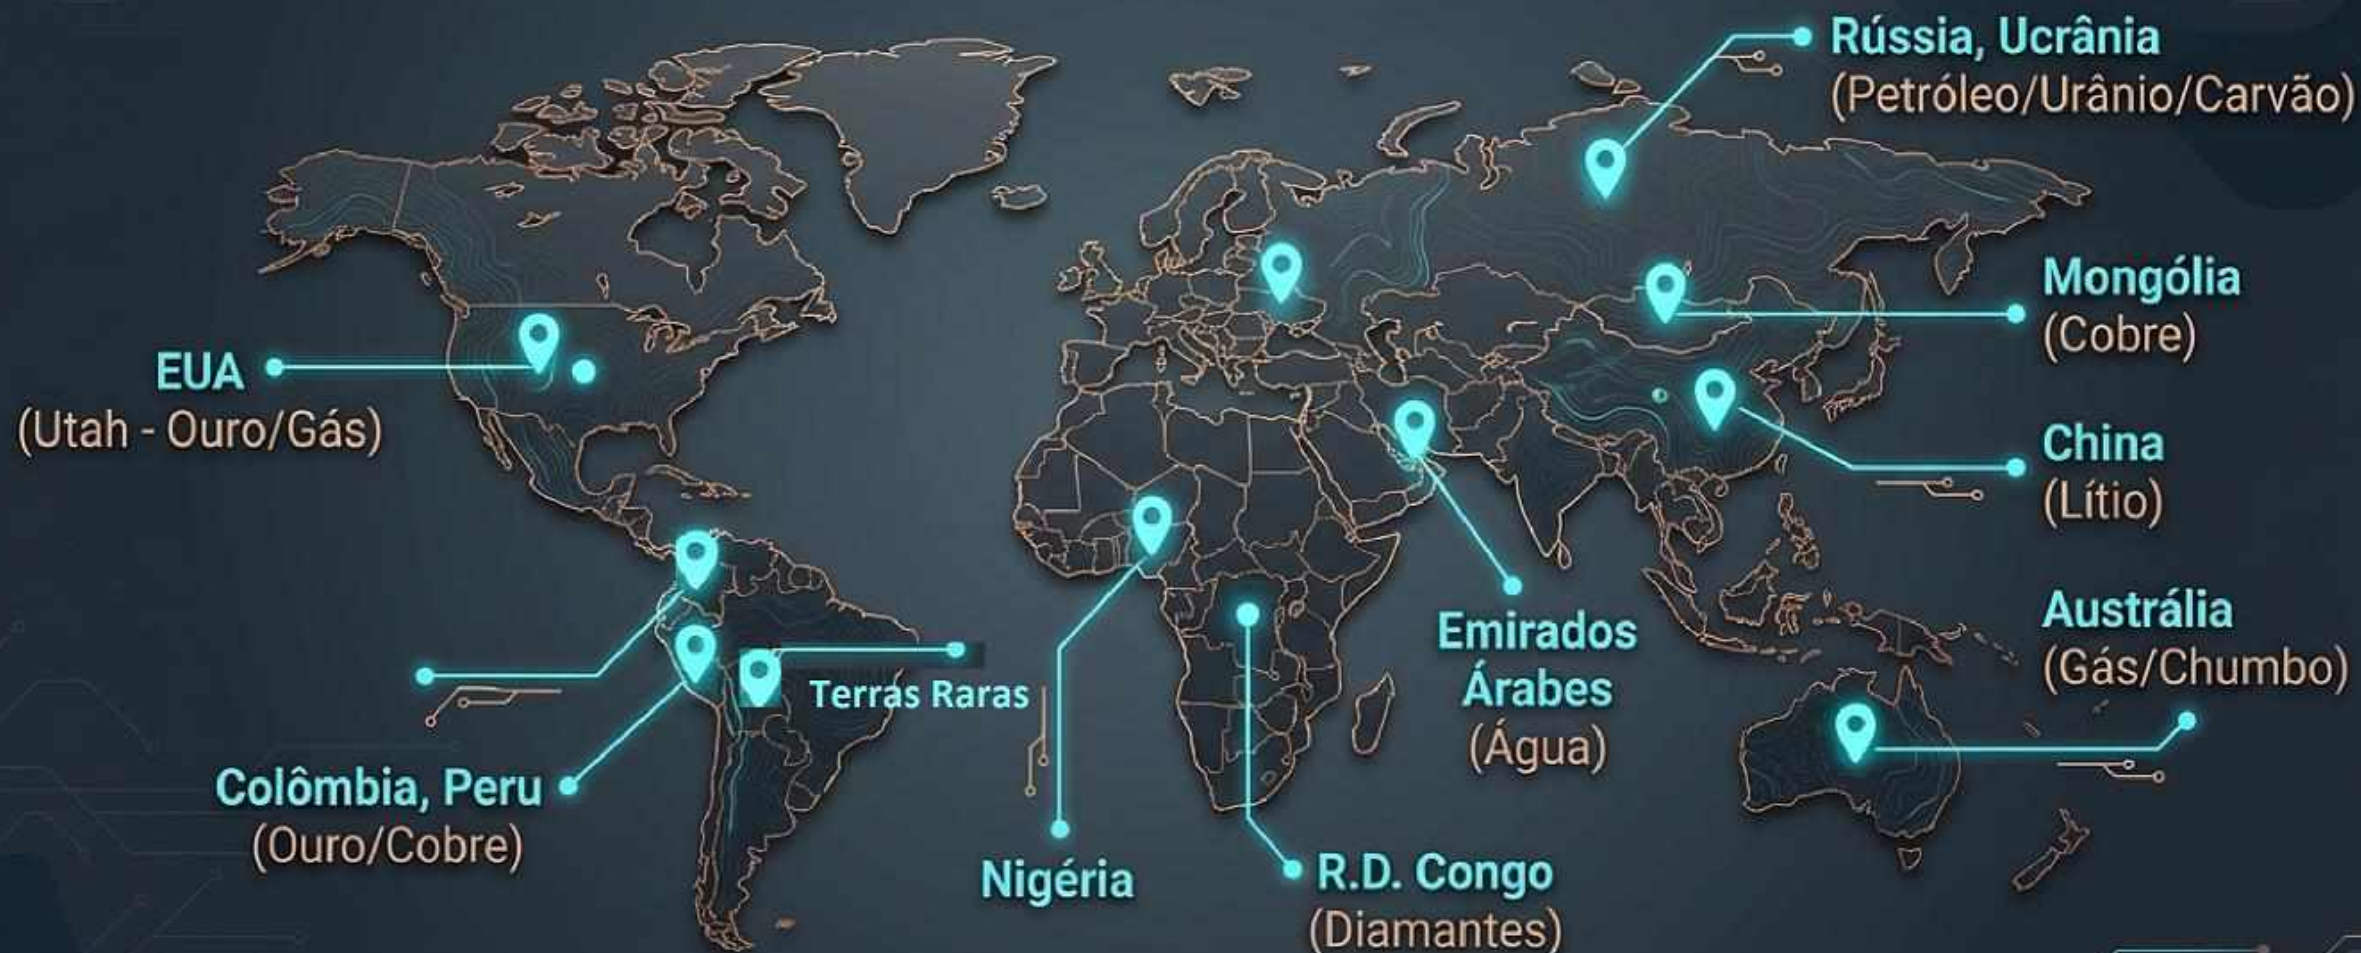 Rússia, Ucrânia
(Petróleo/Urânio/Carvão)
Mongólia
(Cobre)
EUA
(Utah - Ouro/Gás)
China
(Lítio)
Austrália
(Gás/Chumbo)
Emirados
Árabes
(Água)
Terras Raras
Colômbia, Peru
(Ouro/Cobre)
Nigéria
R.D. Congo
(Diamantes)